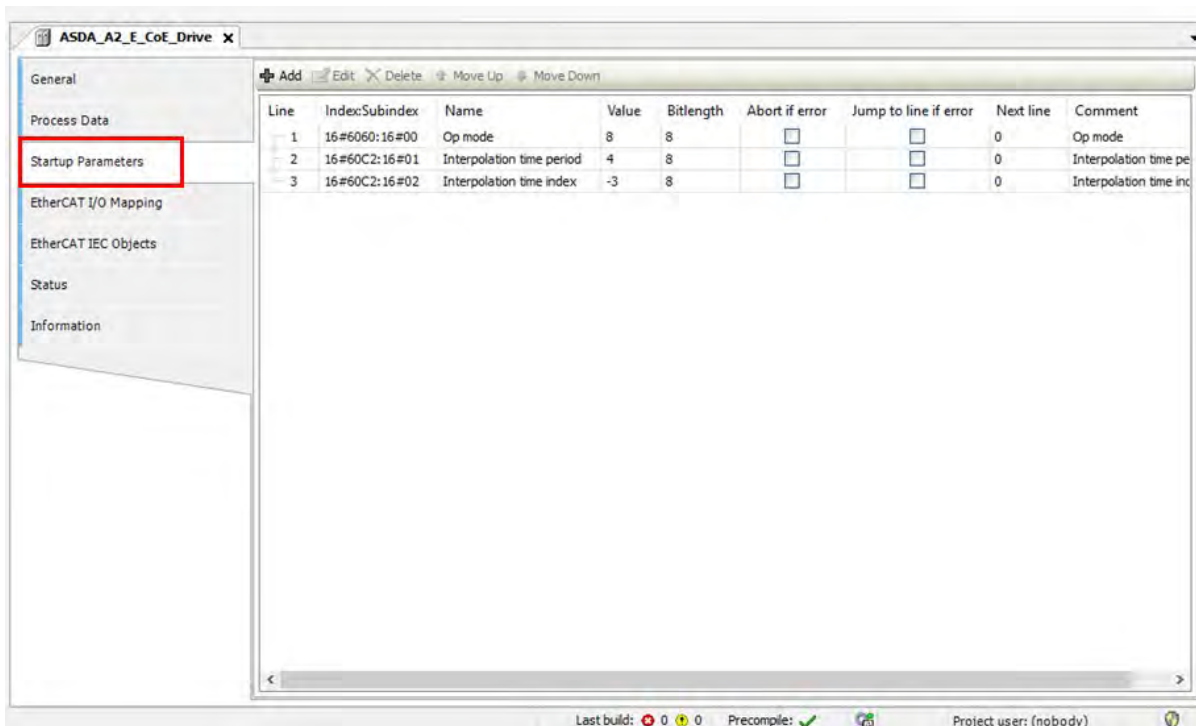 ASDA_A2_E_CoE_Drive X
General
Process Data
Startup Parameters
EtherCAT I/O Mapping
EtherCAT IEC Objects
Status
Information
Add Edit Delete Move Up Move Down
Line Index:Subindex Name Value Bitlength Abort if error Jump to line if error Next line Comment
1 16#6060:16#00 Op mode 8 8 0 Op mode
2 16#60C2:16#01 Interpolation time period 4 8 0 Interpolation time pe
3 16#60C2:16#02 Interpolation time index -3 8 0 Interpolation time ind
Last build: 0 0 Precompile: Project user: (nobody)